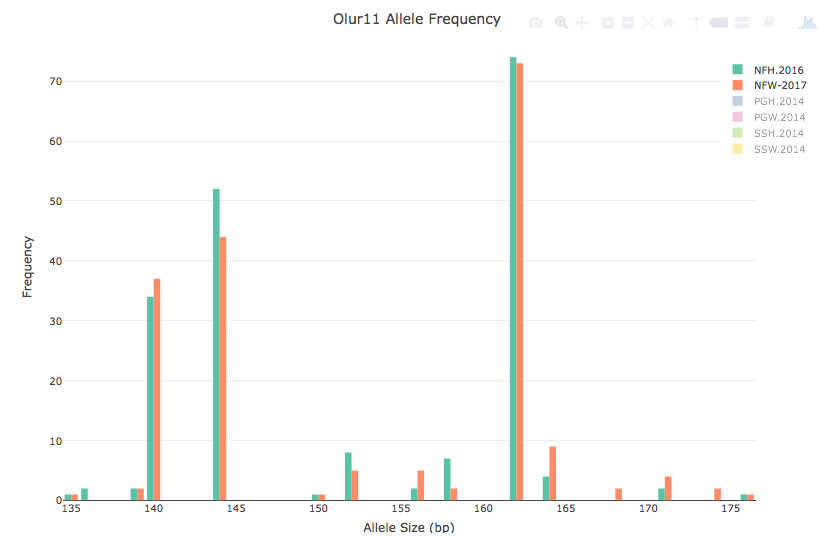 Olur11 Allele Frequency
NFH.2016
NFW-2017
PGH.2014
PGW.2014
SSH.2014
SSW.2014
Frequency
70
60
50
40
30
20
10
0
135 140 145 150 155 160 165 170 175
Allele Size (bp)